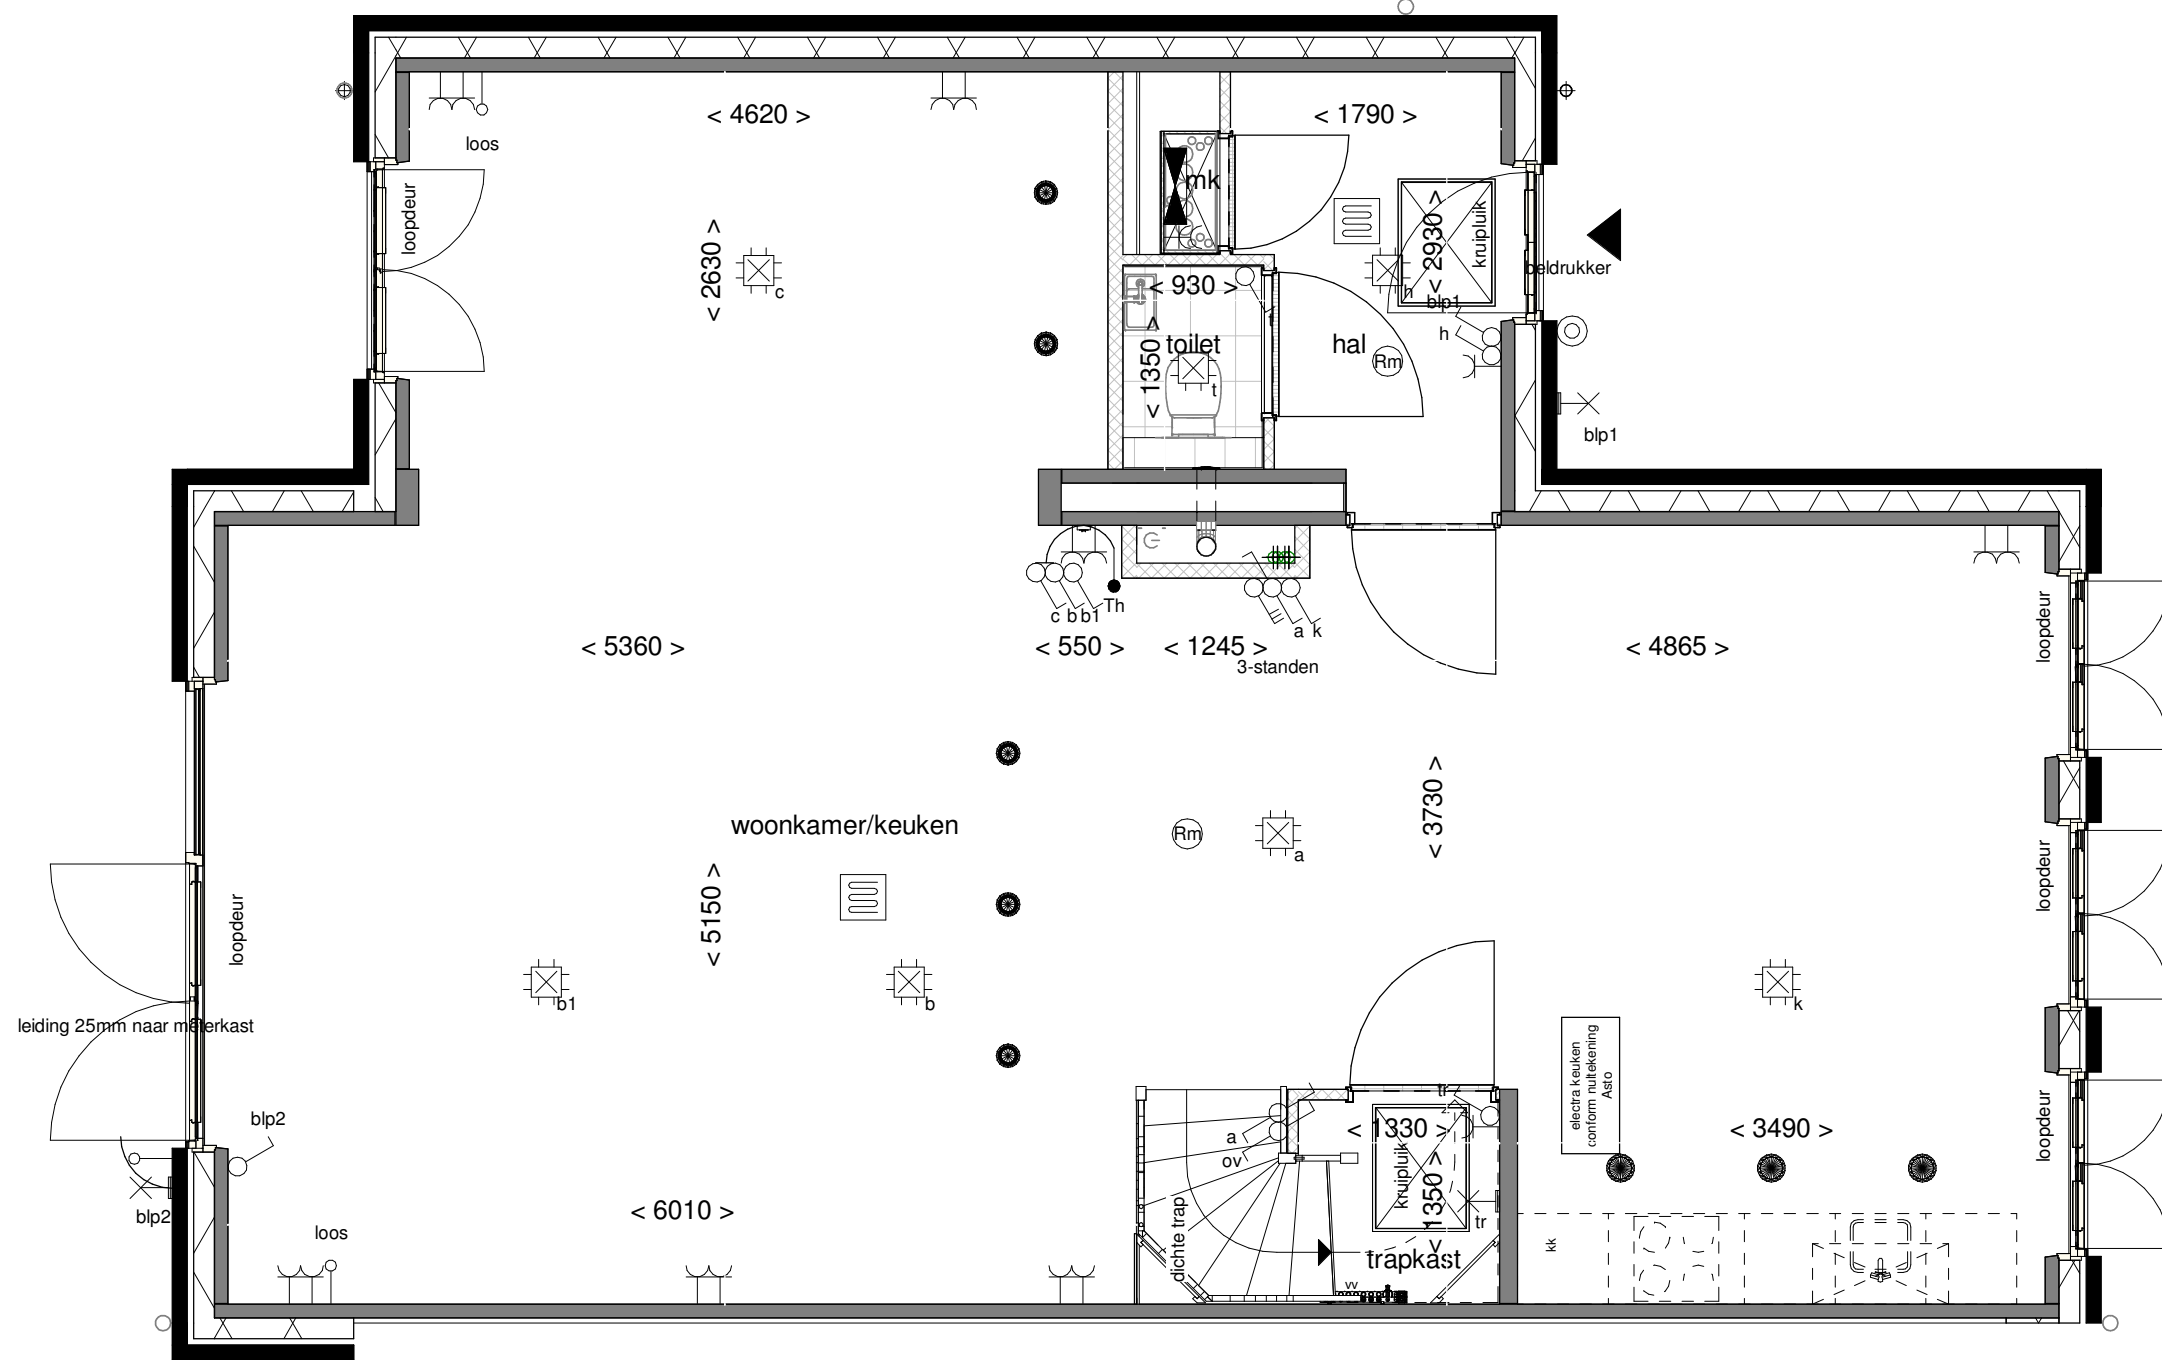 < 4620 >
< 1790 >
loos
loopdeur
mk
< 2630 >
c
< 2930 >
kruipluik
beldrukker
< 930 >
t
h
blp1
h
< 1350 >
toilet
t
hal
Rm
blp1
c b b1 Th
a k
< 5360 >
< 550 >
< 1245 >
3-standen
< 4865 >
loopdeur
woonkamer/keuken
Rm
a
< 3730 >
loopdeur
< 5150 >
loopdeur
b1
b
k
leiding 25mm naar meterkast
electra keuken
conform nultekening
Asto
blp2
a
ov
tr
< 1330 >
kruipluik
< 1350 >
tr
< 3490 >
loopdeur
blp2
loos
< 6010 >
dichte trap
trapkast
vv
kk